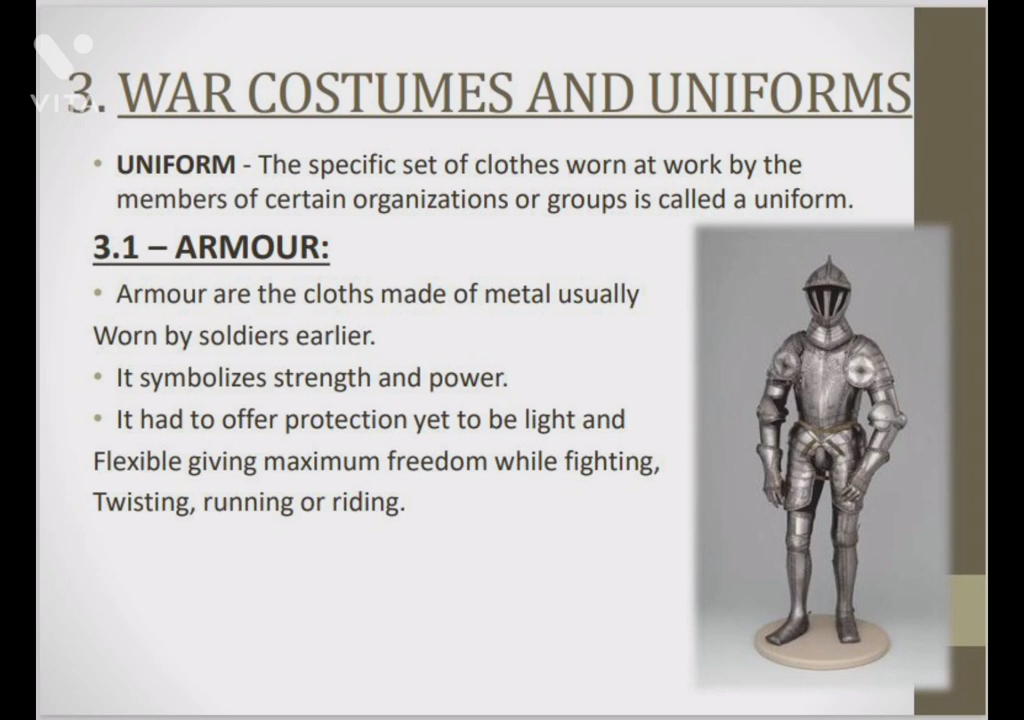 3. WAR COSTUMES AND UNIFORMS
VITA
• UNIFORM - The specific set of clothes worn at work by the
members of certain organizations or groups is called a uniform.
3.1 – ARMOUR:
• Armour are the cloths made of metal usually
Worn by soldiers earlier.
• It symbolizes strength and power.
• It had to offer protection yet to be light and
Flexible giving maximum freedom while fighting,
Twisting, running or riding.